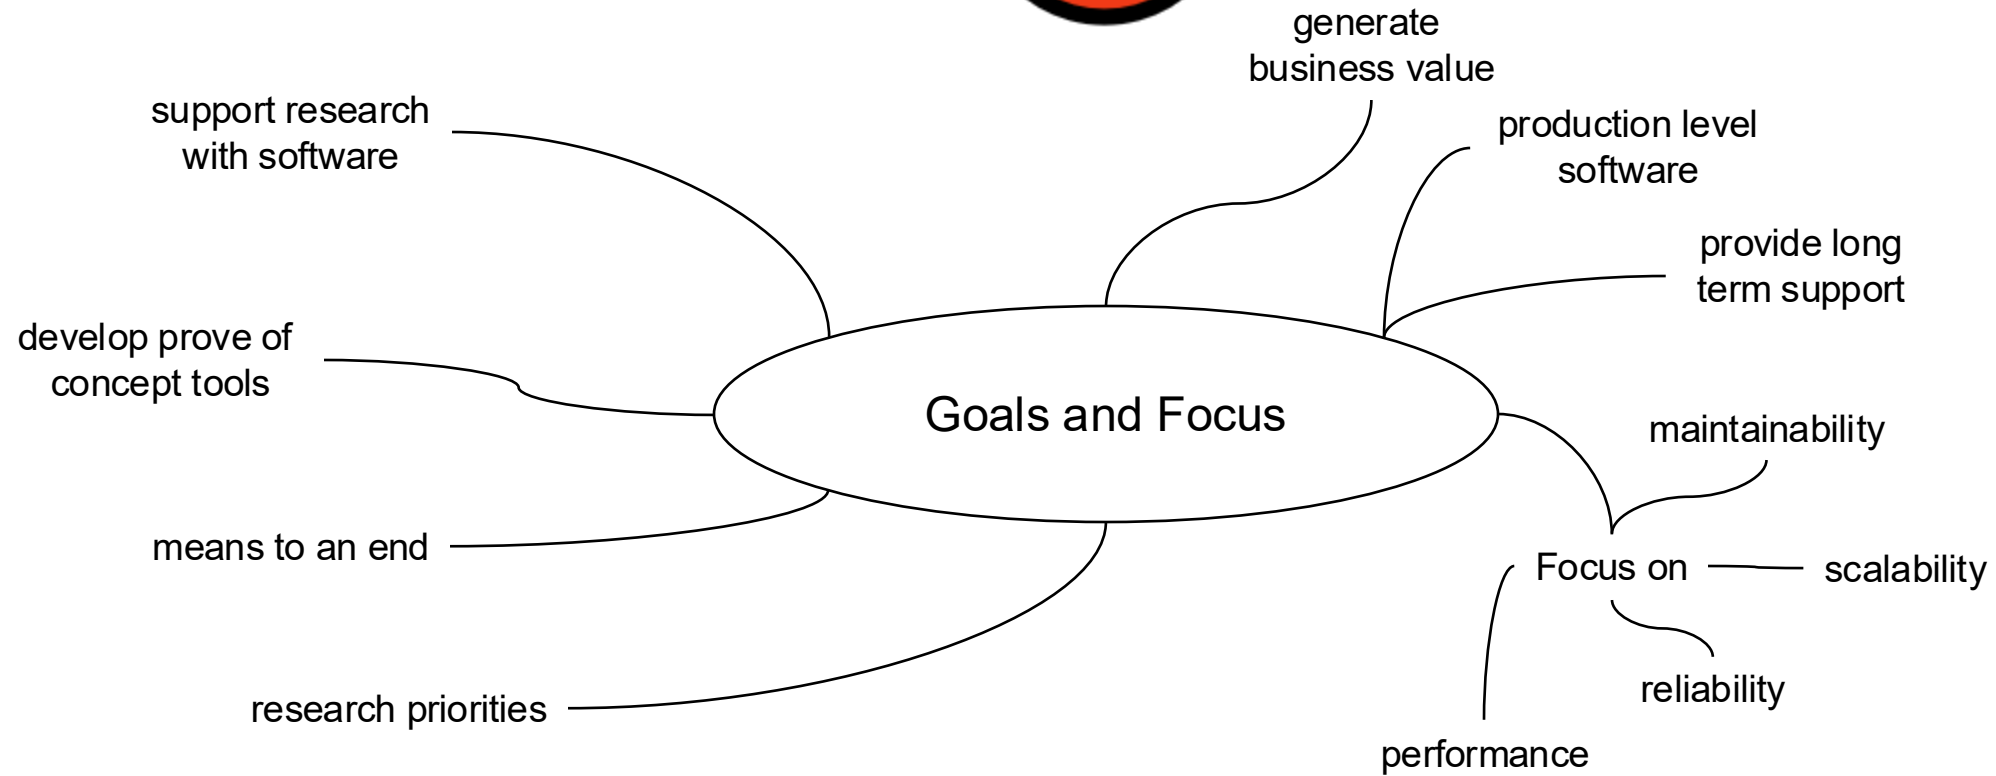 generate
business value
support research
with software
production level
software
provide long
term support
develop prove of
concept tools
Goals and Focus
maintainability
means to an end
Focus on
scalability
reliability
research priorities
performance